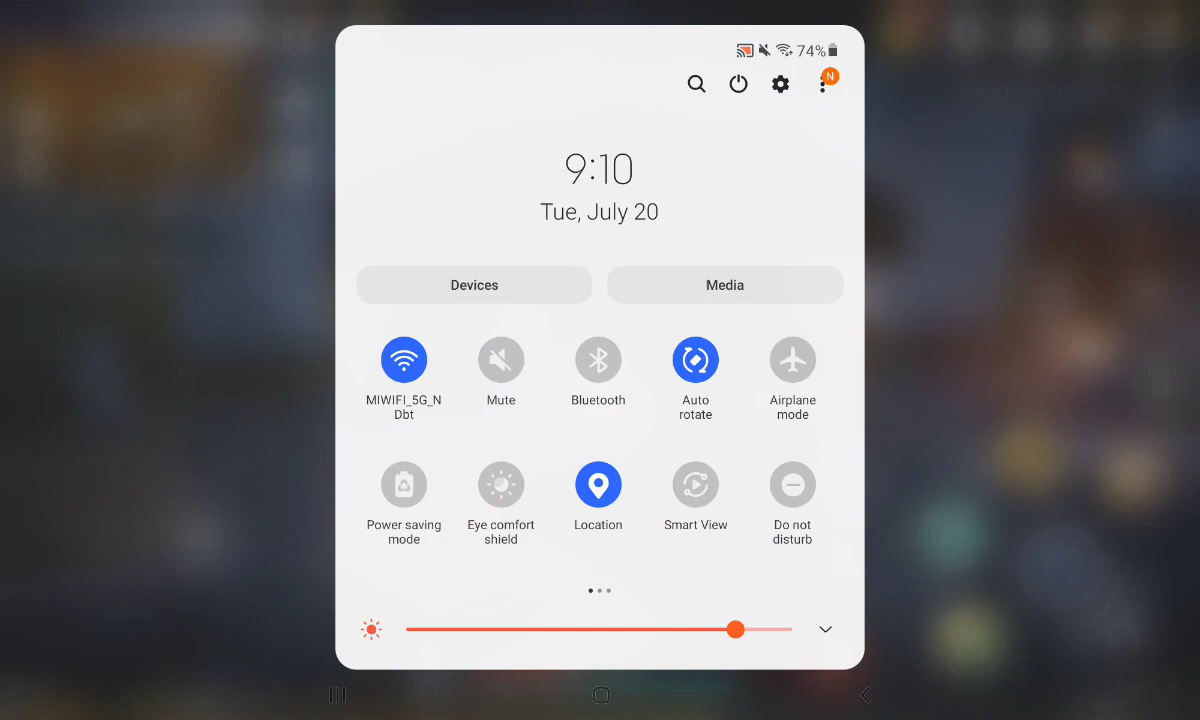 74%
N
9:10
Tue, July 20
Devices
Media
MIWIFI_5G_N
Dbt
Mute
Bluetooth
Auto
rotate
Airplane
mode
Power saving
mode
Eye comfort
shield
Location
Smart View
Do not
disturb